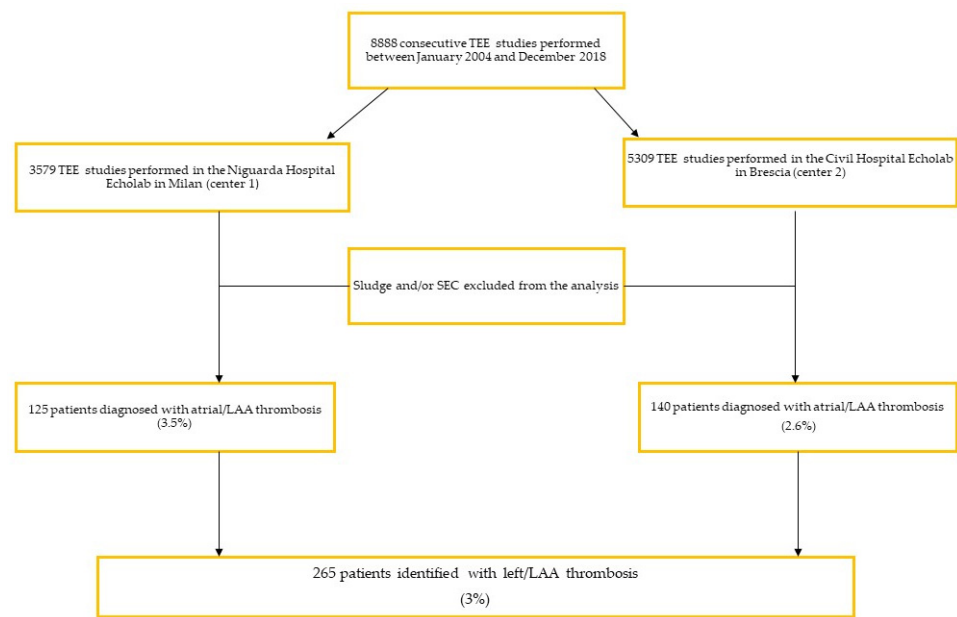 8888 consecutive TEE studies performed
between January 2004 and December 2018
3579 TEE studies performed in the Niguarda Hospital
Echolab in Milan (center 1)
5309 TEE studies performed in the Civil Hospital Echolab
in Brescia (center 2)
Sludge and/or SEC excluded from the analysis
125 patients diagnosed with atrial/LAA thrombosis
(3.5%)
140 patients diagnosed with atrial/LAA thrombosis
(2.6%)
265 patients identified with left/LAA thrombosis
(3%)